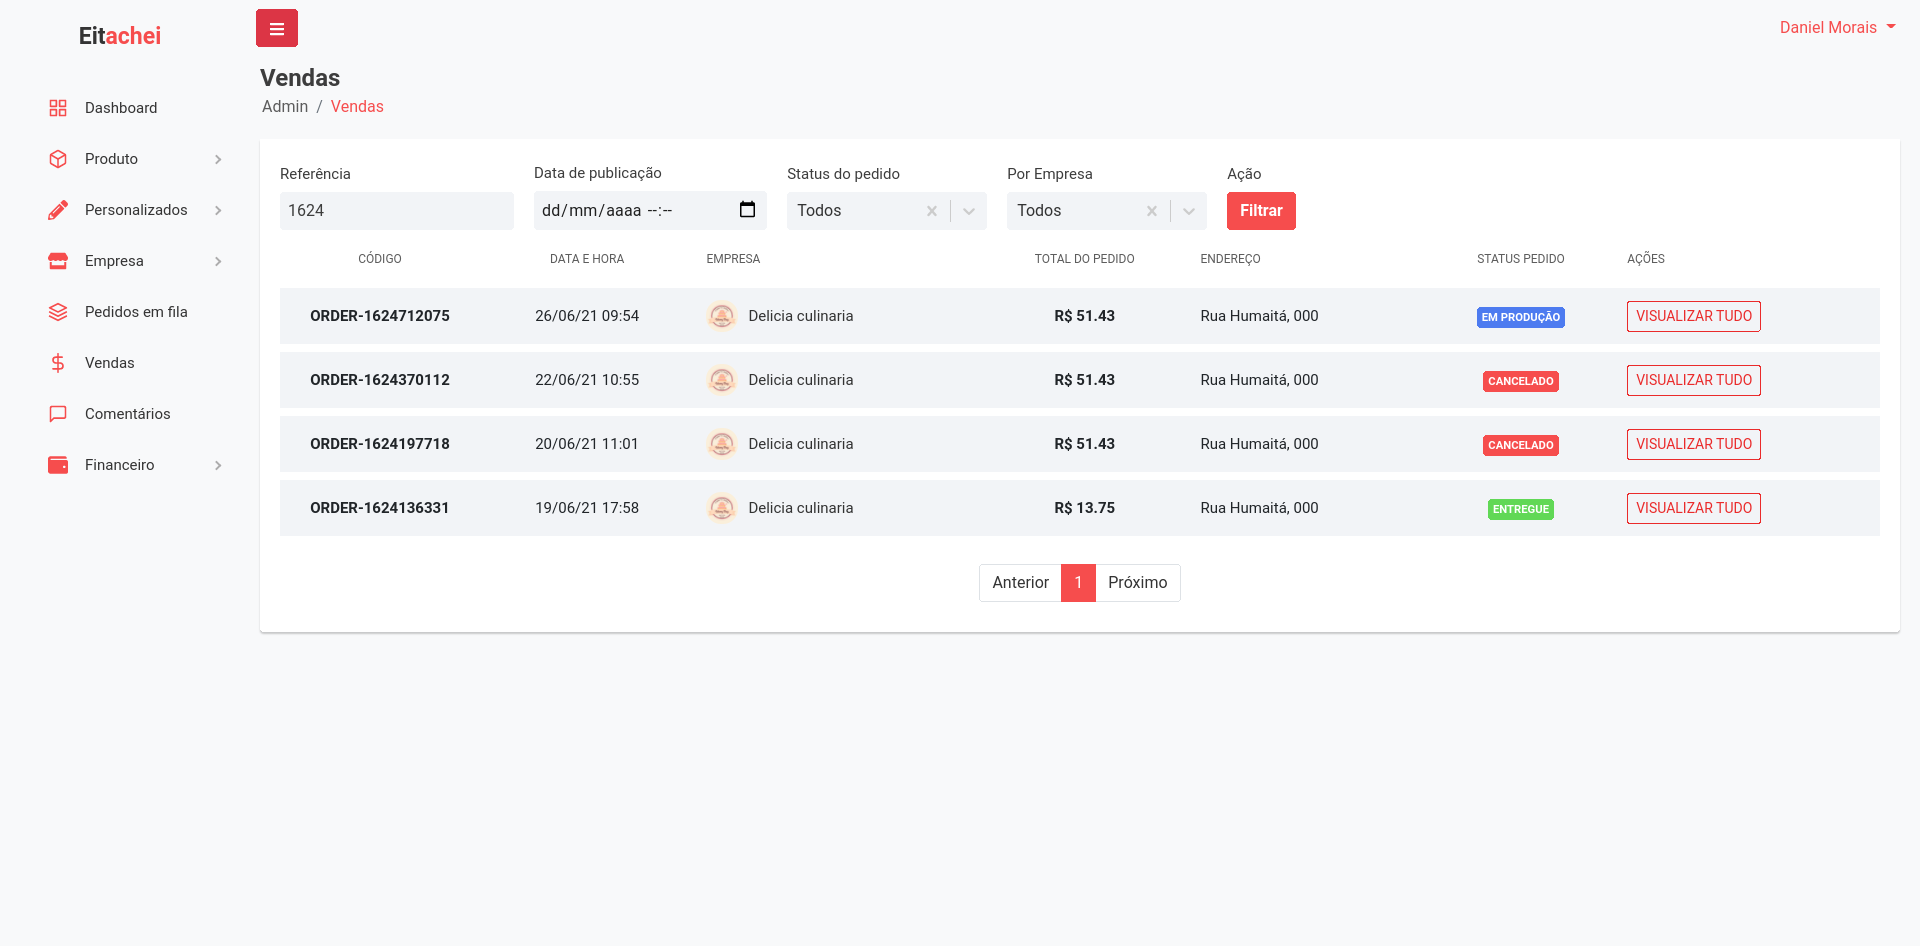 Eitachei
Daniel Morais
Dashboard
Produto
Personalizados
Empresa
Pedidos em fila
Vendas
Comentários
Financeiro
Vendas
Admin / Vendas
Referência
Data de publicação
Status do pedido
Por Empresa
Ação
1624
dd/mm/aaaa --:--
Todos
Todos
Filtrar
CÓDIGO DATA E HORA EMPRESA TOTAL DO PEDIDO ENDEREÇO STATUS PEDIDO AÇÕES
ORDER-1624712075 26/06/21 09:54 Delicia culinaria R$ 51.43 Rua Humaitá, 000 EM PRODUÇÃO VISUALIZAR TUDO
ORDER-1624370112 22/06/21 10:55 Delicia culinaria R$ 51.43 Rua Humaitá, 000 CANCELADO VISUALIZAR TUDO
ORDER-1624197718 20/06/21 11:01 Delicia culinaria R$ 51.43 Rua Humaitá, 000 CANCELADO VISUALIZAR TUDO
ORDER-1624136331 19/06/21 17:58 Delicia culinaria R$ 13.75 Rua Humaitá, 000 ENTREGUE VISUALIZAR TUDO
Anterior 1 Próximo